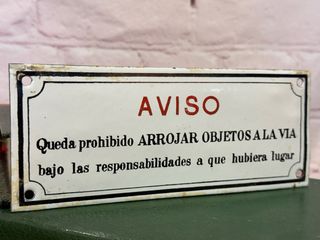 AVISO
Queda prohibido ARROJAR OBJETOS A LA VIA
bajo las responsabilidades a que hubiera lugar